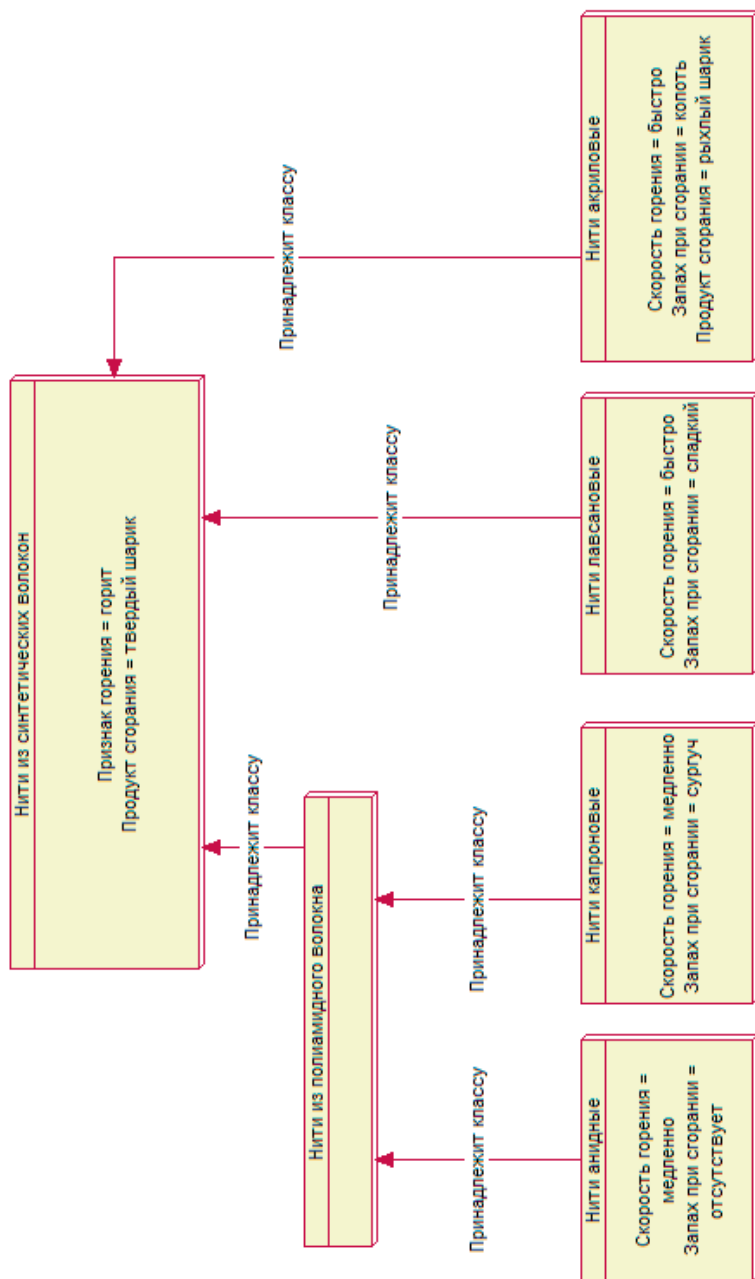 Нити из синтетических волокон
Признак горения = горит
Продукт сгорания = твердый шарик
Принадлежит классу
Принадлежит классу
Принадлежит классу
Нити из полиамидного волокна
Принадлежит классу
Принадлежит классу
Нити анидные
Скорость горения =
медленно
Запах при сгорании =
отсутствует
Нити капроновые
Скорость горения = медленно
Запах при сгорании = сургуч
Нити лавсановые
Скорость горения = быстро
Запах при сгорании = сладкий
Нити акриловые
Скорость горения = быстро
Запах при сгорании = копоть
Продукт сгорания = рыхлый шарик